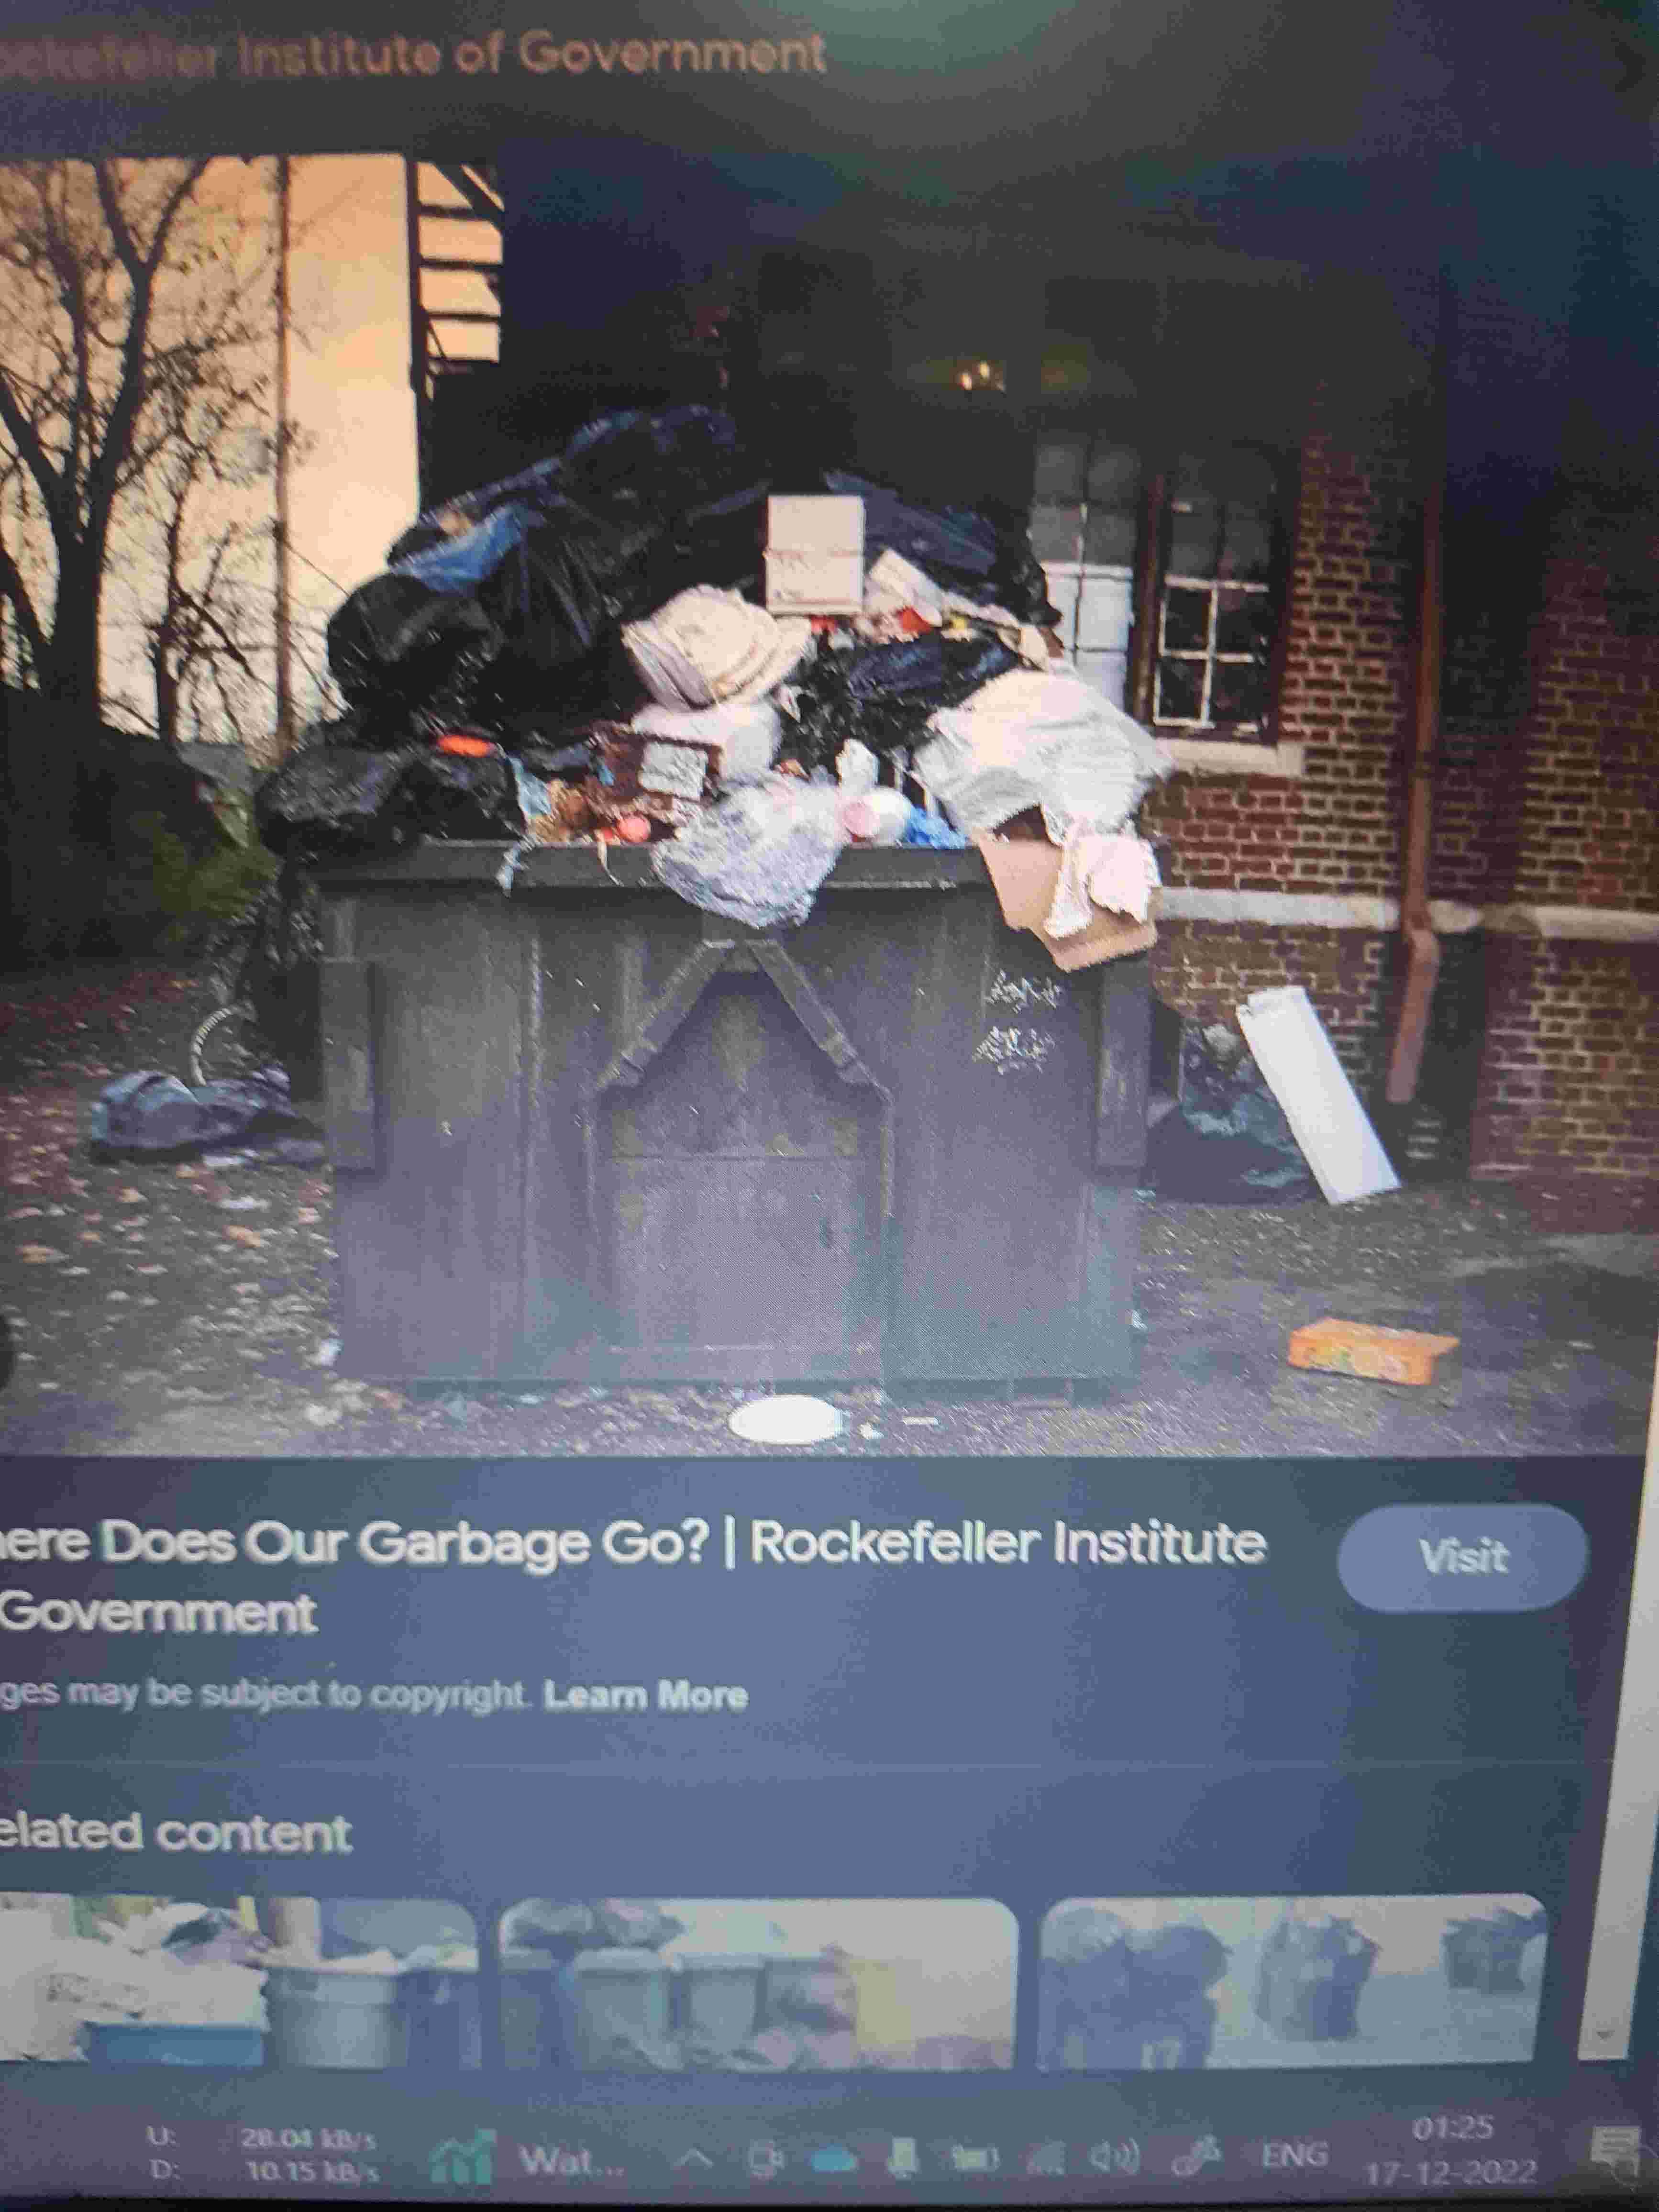 Institute of Government
ere Does Our Garbage Go? | Rockefeller Institute
Government
Visit
ges may be subject to copyright. Learn More
elated content
U: 28.04 kB/s
D: 10.15 kB/s
Wat...
ENG
01:25
17-12-2022